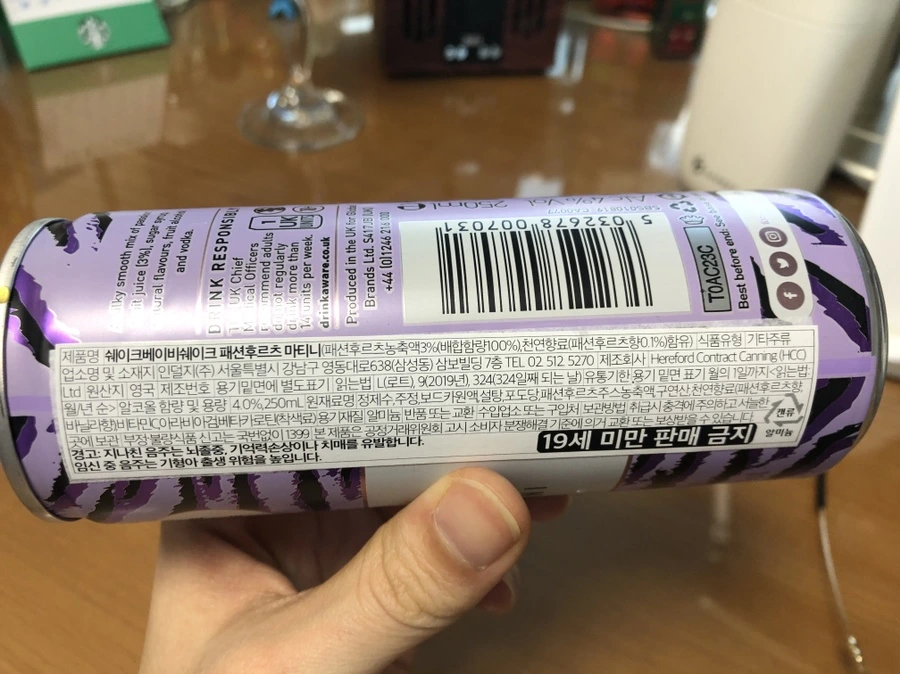 smooth mix of
juice (3%), sugar
natural flavours, fruit alcohol
and vodka.
DRINK RESPONSIBLY
UK Chief
Medical Officers
recommend adults
do not regularly
drink more than
14 units per week.
drinkaware.co.uk
1
UK
UNITS
Produced in the UK for Global
Brands Ltd. S417JB (UK)
+44 (0)1246 216 000
250ml
4% Vol
5 032678 007031
TOAC23C
Best before end: See
제품명 쉐이크베이비쉐이크 패션후르츠 마티니(패션후르츠농축액3%(배합함량100%),천연향료(패션후르츠향0.1%)함유) 식품유형 기타주류
업소명 및 소재지 인덜지(주) 서울특별시 강남구 영동대로638(삼성동) 삼보빌딩 7층 TEL 02 512 5270 제조회사 Hereford Contract Canning (HCC)
Ltd 원산지 영국 제조번호 용기밑면에 별도표기 <읽는법: L(로트), 9(2019년), 324(324일째 되는 날) 유통기한 용기 밑면 표기 월의 1일까지<읽는법:
월/년 순> 알코올 함량 및 용량 4.0%,250mL 원재료명 정제수,주정,보드카원액,설탕 포도당,패션후르츠주스농축액,구연산,천연향료(패션후르츠향
바닐라향)비타민C아라비아검베타카로틴(착색료)용기재질 알미늄 반품 또는 교환 수입업소 또는 구입처 보관방법 취급시 충격에 주의하고 서늘한
곳에 보관 부정·불량식품 신고는 국번없이 1399 본 제품은 공정거래위원회 고시 소비자 분쟁해결 기준에 의거 교환 또는 보상받을 수 있습니다
경고: 지나친 음주는 뇌졸중, 기억력손상이나 치매를 유발합니다.
임신 중 음주는 기형아 출생 위험을 높입니다.
19세 미만 판매 금지
캔류
알미늄